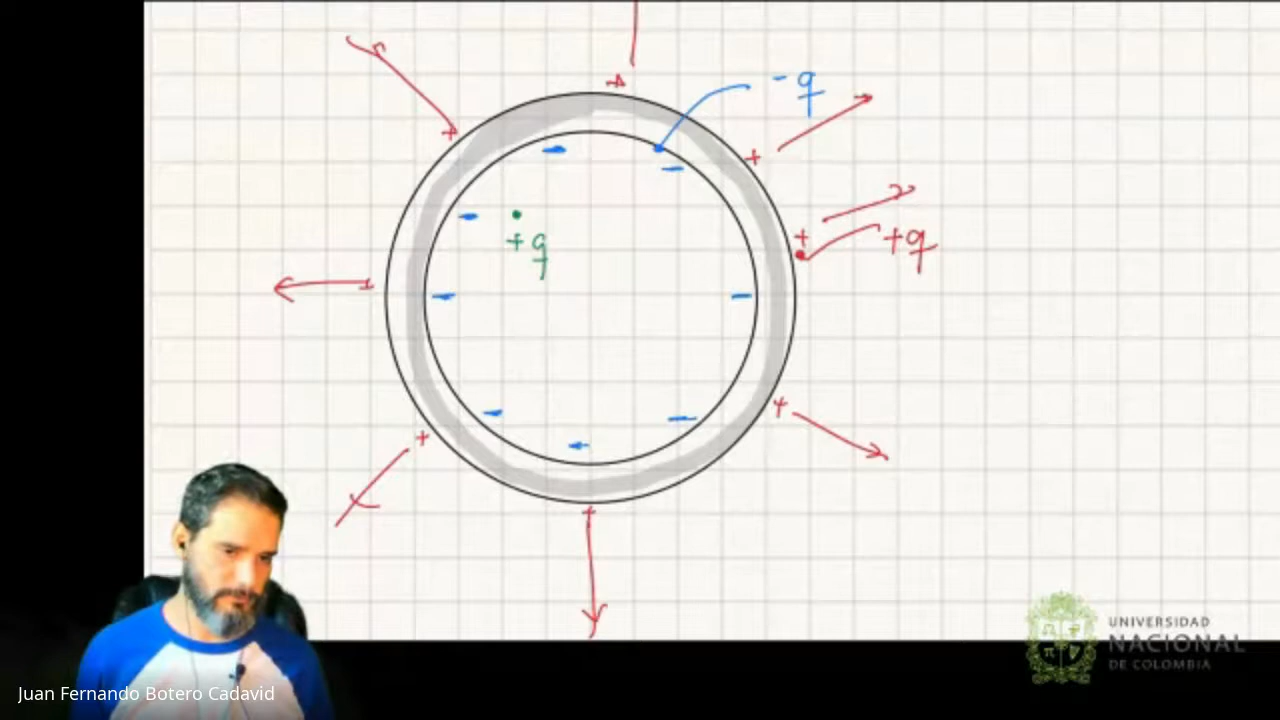 -q
+
+
+
+
+q
+q
+
+
+
Juan Fernando Botero Cadavid
UNIVERSIDAD
NACIONAL
DE COLOMBIA